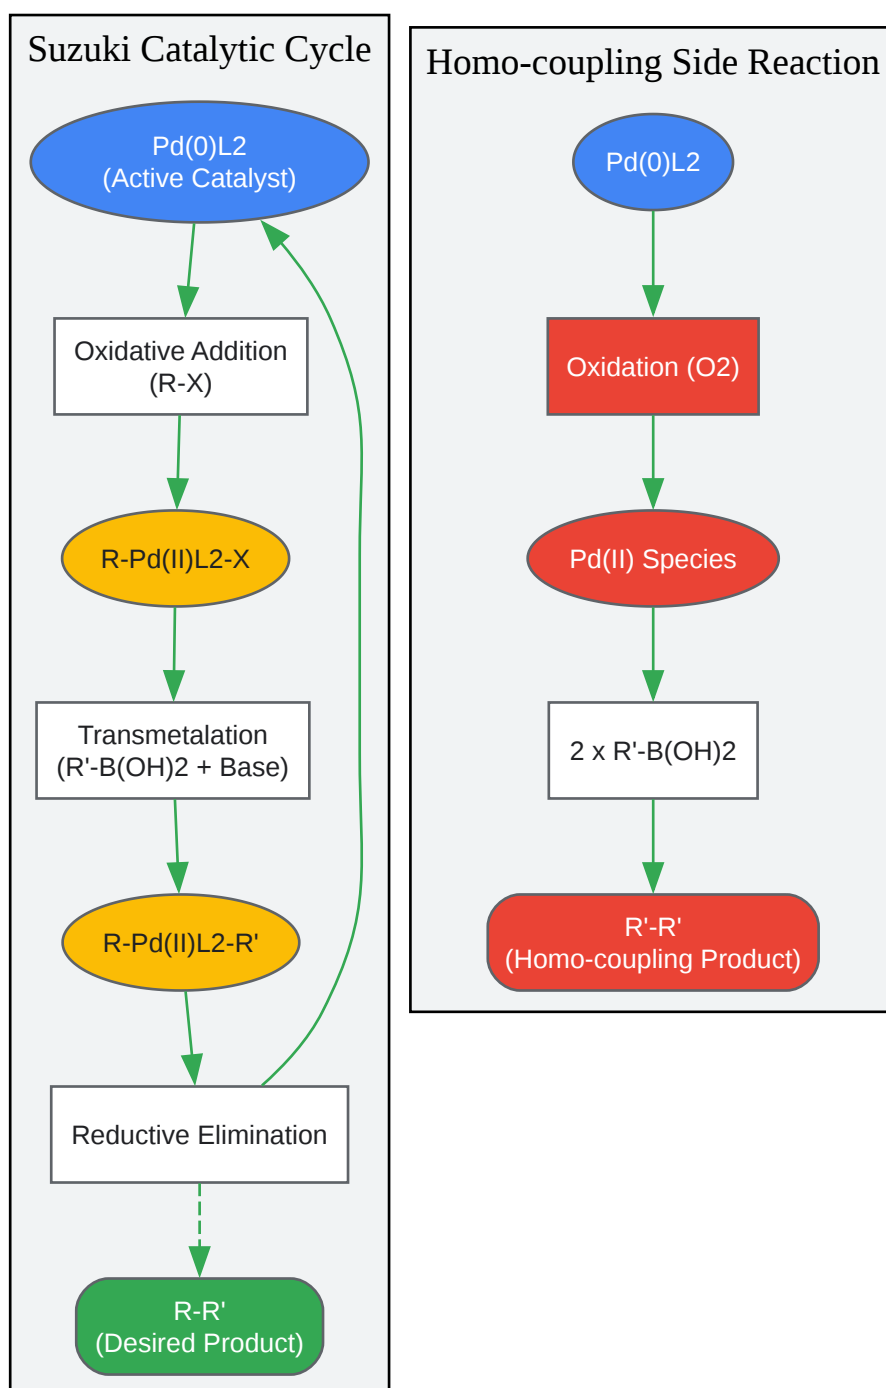 Suzuki Catalytic Cycle
Pd(0)L2
(Active Catalyst)
Oxidative Addition
(R-X)
R-Pd(II)L2-X
Transmetalation
(R'-B(OH)2 + Base)
R-Pd(II)L2-R'
Reductive Elimination
R-R'
(Desired Product)
Homo-coupling Side Reaction
Pd(0)L2
Oxidation (O2)
Pd(II) Species
2 x R'-B(OH)2
R'-R'
(Homo-coupling Product)